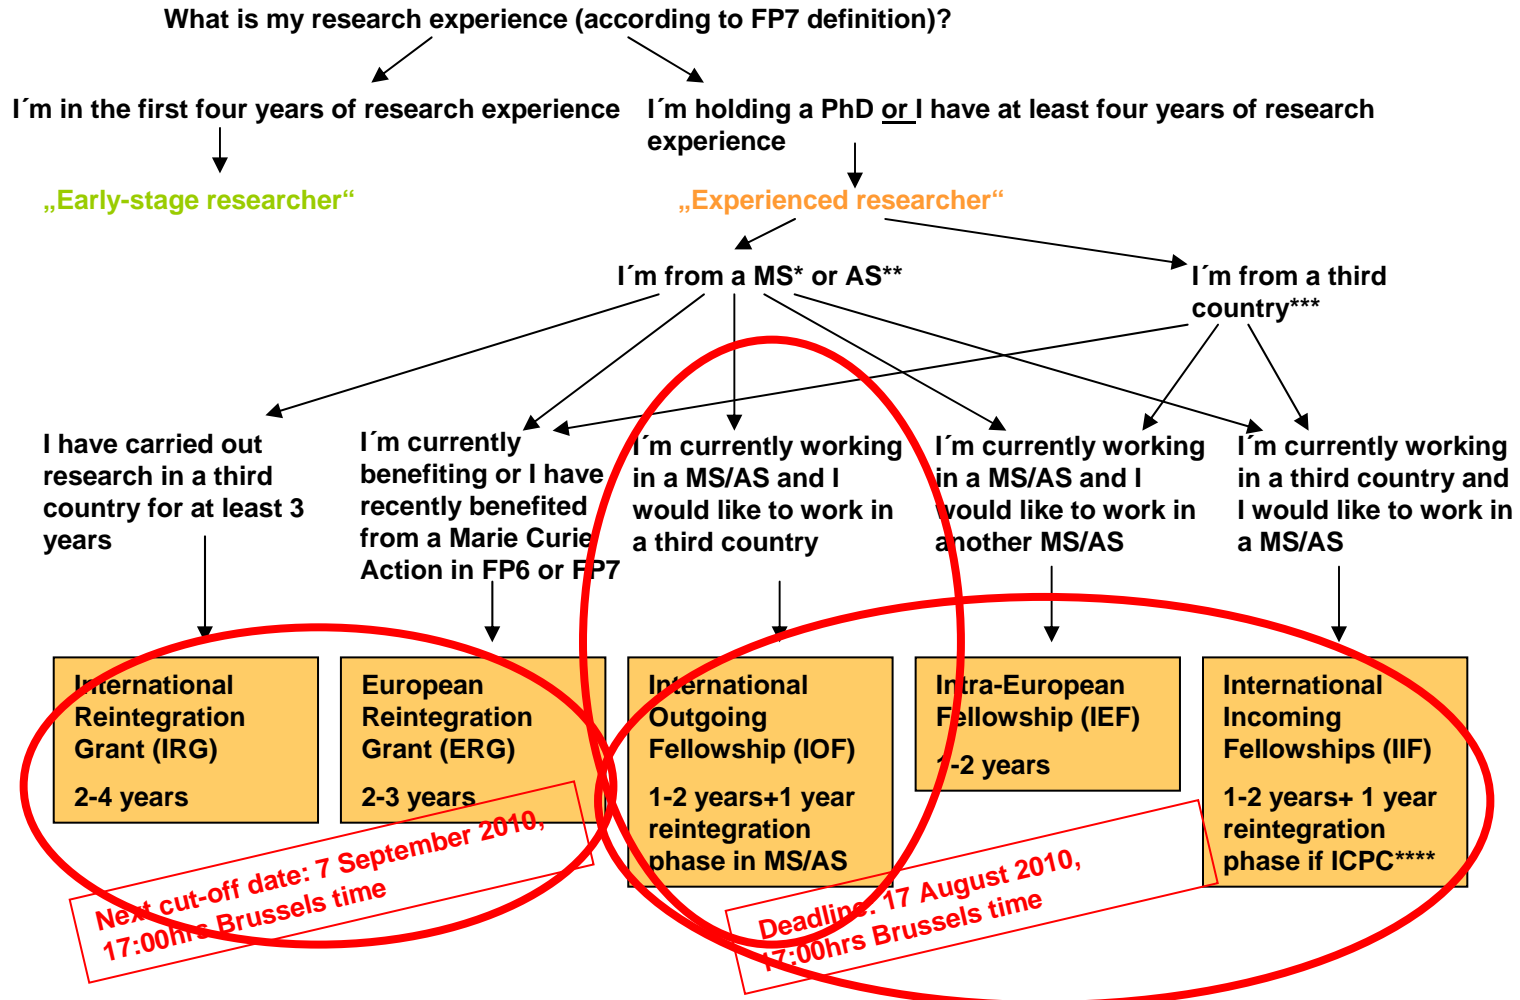 What is my research experience (according to FP7 definition)?
I´m in the first four years of research experience
I´m holding a PhD or I have at least four years of research
experience
„Early-stage researcher“
„Experienced researcher“
I´m from a MS* or AS**
I´m from a third
country***
I have carried out
research in a third
country for at least 3
years
I´m currently
benefiting or I have
recently benefited
from a Marie Curie
Action in FP6 or FP7
I´m currently working
in a MS/AS and I
would like to work in
a third country
I´m currently working
in a MS/AS and I
would like to work in
another MS/AS
I´m currently working
in a third country and
I would like to work in
a MS/AS
International
Reintegration
Grant (IRG)
2-4 years
European
Reintegration
Grant (ERG)
2-3 years
International
Outgoing
Fellowship (IOF)
1-2 years+1 year
reintegration
phase in MS/AS
Intra-European
Fellowship (IEF)
1-2 years
International
Incoming
Fellowships (IIF)
1-2 years+ 1 year
reintegration
phase if ICPC****
Next cut-off date: 7 September 2010,
17:00hrs Brussels time
Deadline: 17 August 2010,
17:00hrs Brussels time